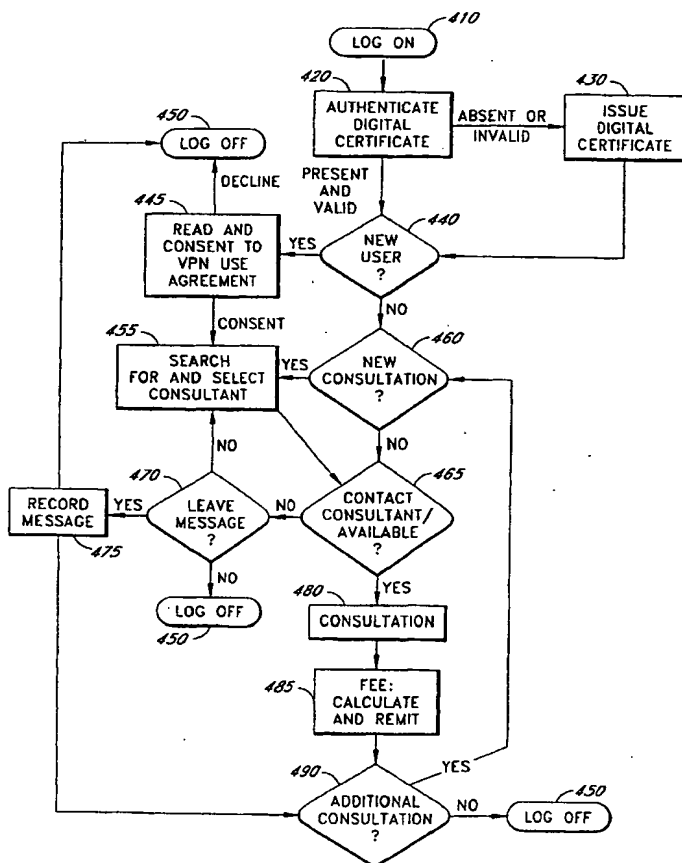 410
LOG ON
420
AUTHENTICATE
DIGITAL
CERTIFICATE
ABSENT OR
INVALID
430
ISSUE
DIGITAL
CERTIFICATE
450
LOG OFF
DECLINE
PRESENT
AND
VALID
445
READ AND
CONSENT TO
VPN USE
AGREEMENT
YES
440
NEW
USER
?
NO
CONSENT
455
SEARCH
FOR AND SELECT
CONSULTANT
YES
460
NEW
CONSULTATION
?
NO
NO
470
LEAVE
MESSAGE
?
NO
465
CONTACT
CONSULTANT/
AVAILABLE
?
RECORD
MESSAGE
YES
475
NO
450
LOG OFF
YES
480
CONSULTATION
485
FEE:
CALCULATE
AND REMIT
490
ADDITIONAL
CONSULTATION
?
YES
NO
450
LOG OFF